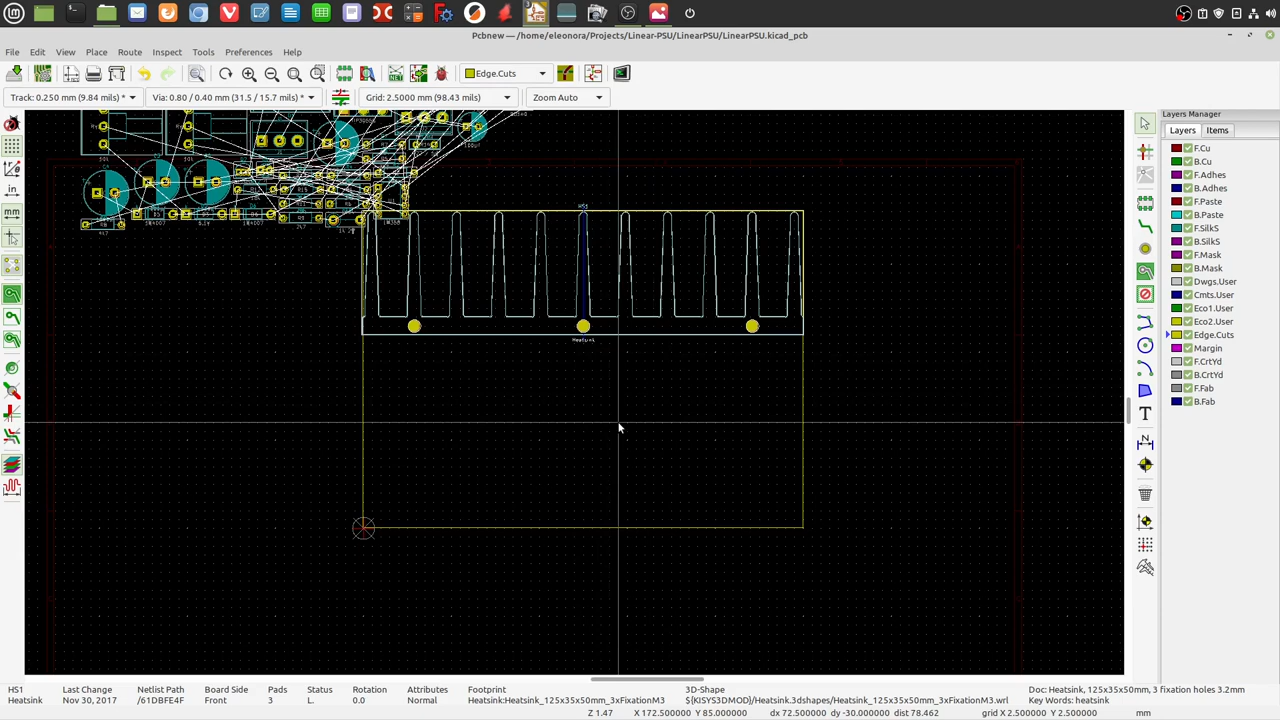 Pcbnew — /home/eleonora/Projects/Linear-PSU/LinearPSU/LinearPSU.kicad_pcb
File Edit View Place Route Inspect Tools Preferences Help
Edge.Cuts
Track: 0.250 mm (9.84 mils) * Via: 0.80 / 0.40 mm (31.5 / 15.7 mils) * Grid: 2.5000 mm (98.43 mils) Zoom Auto
Layers Manager
Layers Items
F.Cu
B.Cu
F.Adhes
B.Adhes
F.Paste
B.Paste
F.SilkS
B.SilkS
F.Mask
B.Mask
Dwgs.User
Cmts.User
Eco1.User
Eco2.User
Edge.Cuts
Margin
F.CrtYd
B.CrtYd
F.Fab
B.Fab
in
mm
1N4007
1N4007
Heatsink
HS1 Last Change Netlist Path Board Side Pads Status Rotation Attributes Footprint 3D-Shape Doc: Heatsink, 125x35x50mm, 3 fixation holes 3.2mm
Heatsink Nov 30, 2017 /61DBFE4F Front 3 L. 0.0 Normal Heatsink:Heatsink_125x35x50mm_3xFixationM3 ${KISYS3DMOD}/Heatsink.3dshapes/Heatsink_125x35x50mm_3xFixationM3.wrl Key Words: heatsink
Z 1.47 X 172.500000 Y 85.000000 dx 72.500000 dy -30.000000 dist 78.462 grid X 2.500000 Y 2.500000 mm